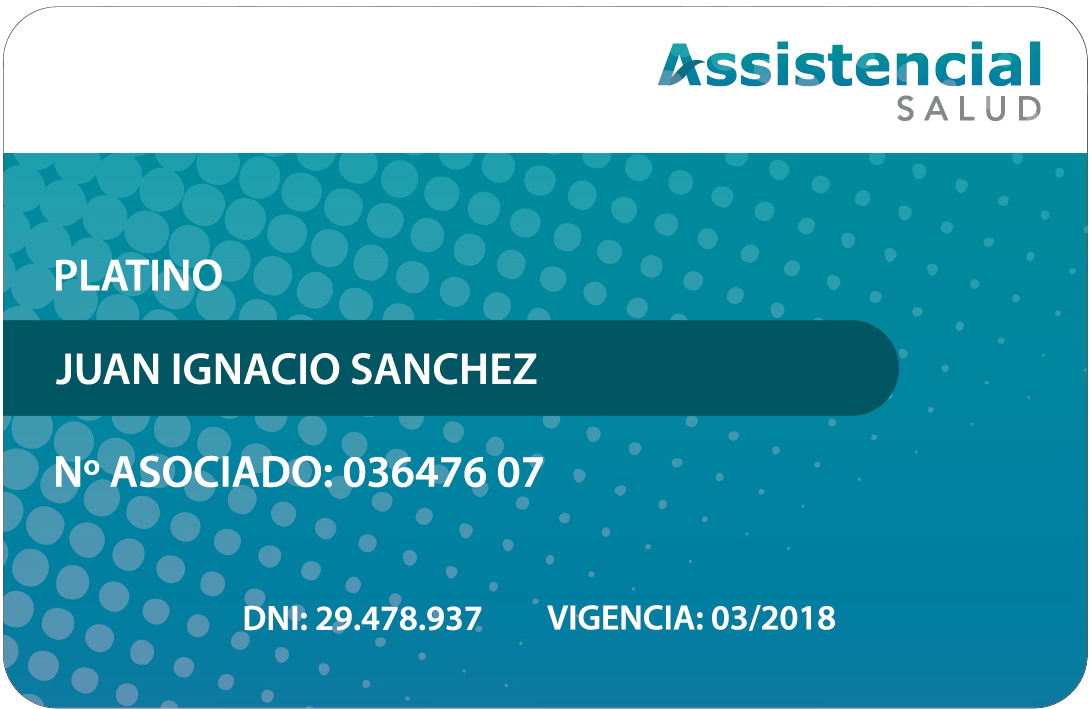 Assistencial
SALUD
PLATINO
JUAN IGNACIO SANCHEZ
Nº ASOCIADO: 036476 07
DNI: 29.478.937 VIGENCIA: 03/2018